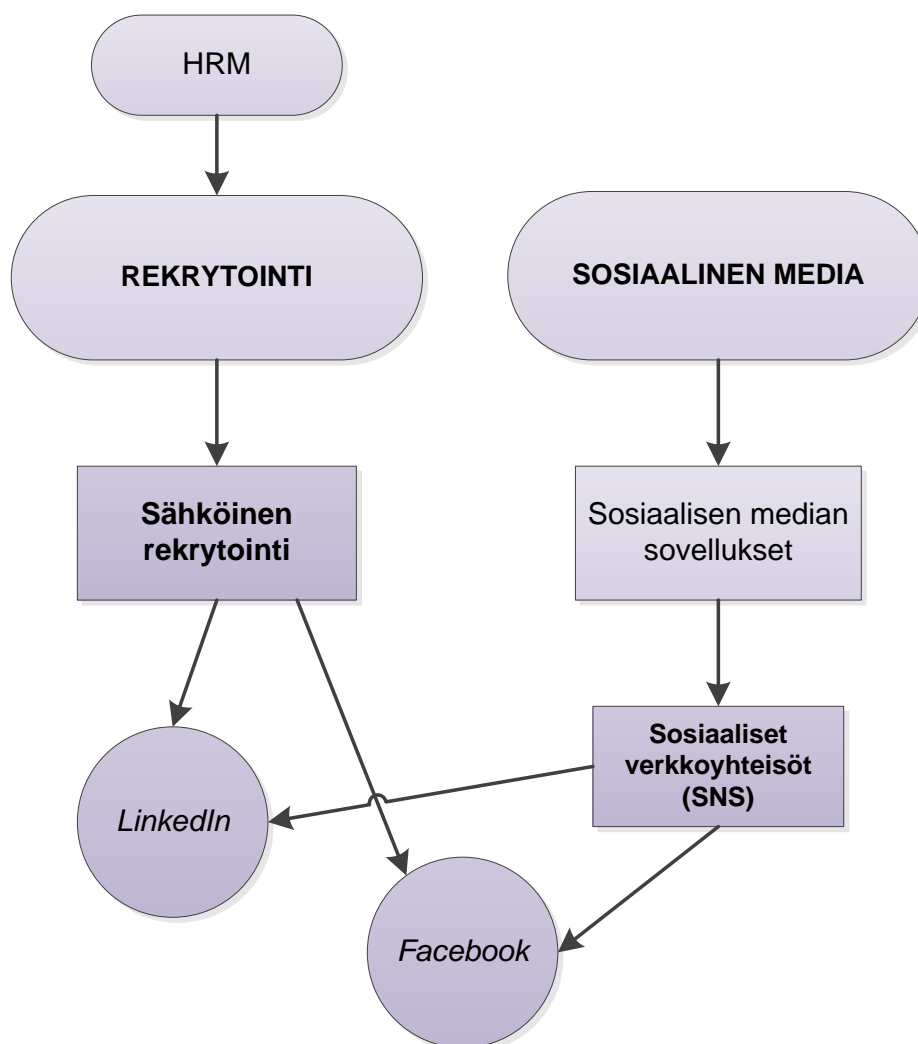 HRM
REKRYTOINTI
SOSIAALINEN MEDIA
Sähköinen
rekrytointi
Sosiaalisen median
sovellukset
Sosiaaliset
verkkoyhteisöt
(SNS)
LinkedIn
Facebook